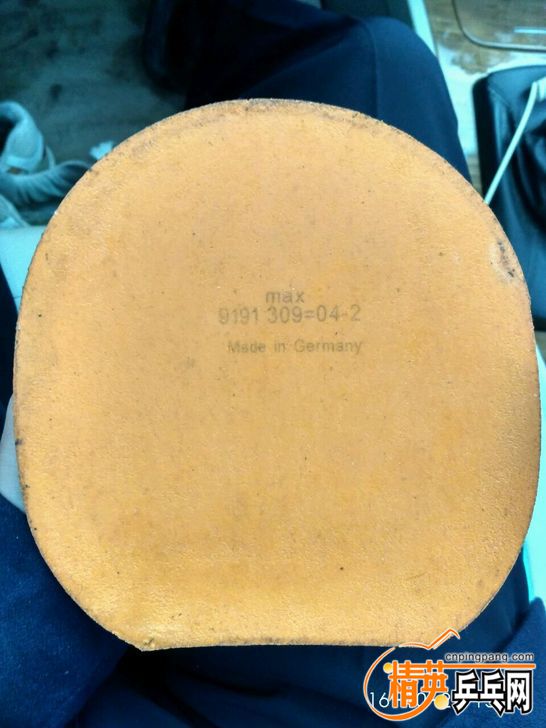 max
9191 309=04-2
Made in Germany
cnpingpang.com
精英乒乓网